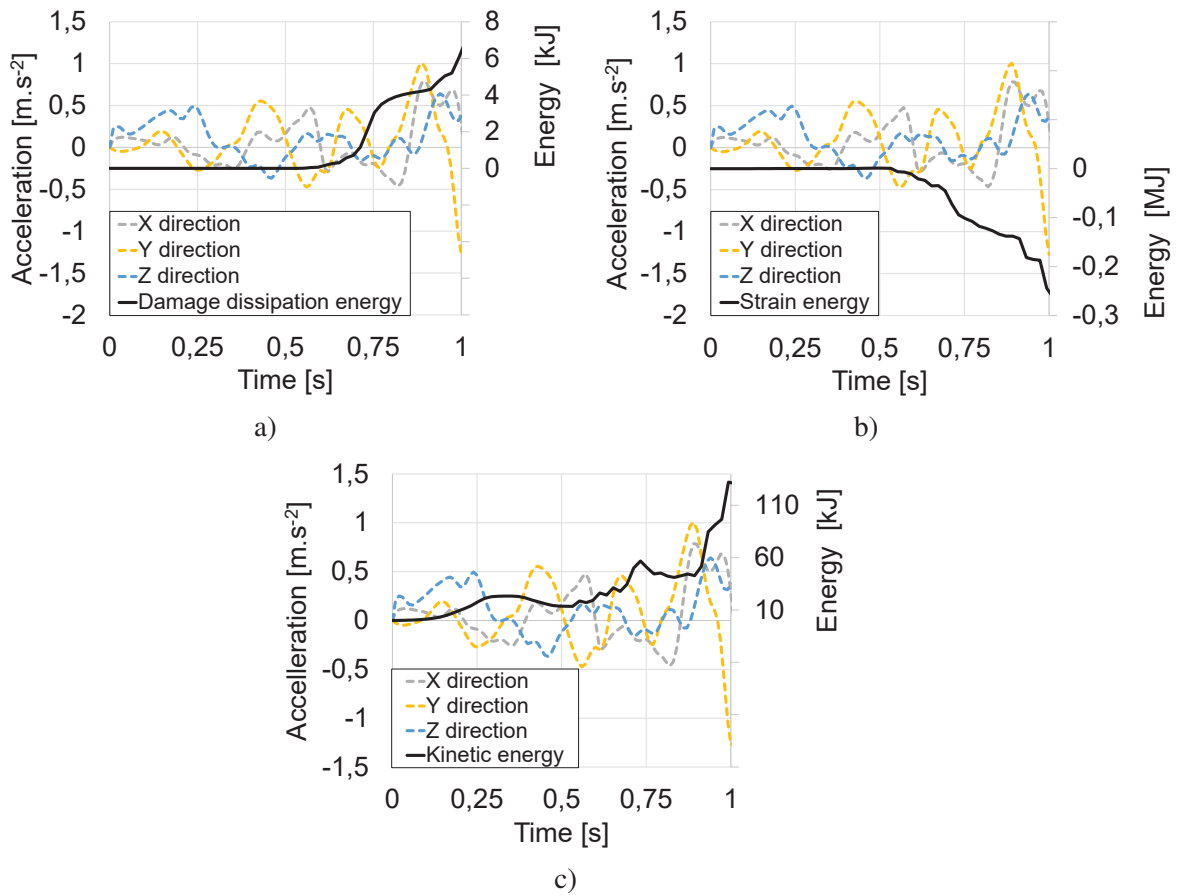 Acceleration [m.s-2]
1,5
1
0,5
0
-0,5
-1
-1,5
-2
8
6
4
2
0
Energy [kJ]
X direction
Y direction
Z direction
Damage dissipation energy
0 0,25 0,5 0,75 1
Time [s]
a)
Acceleration [m.s-2]
1,5
1
0,5
0
-0,5
-1
-1,5
-2
0
-0,1
-0,2
-0,3
Energy [MJ]
X direction
Y direction
Z direction
Strain energy
0 0,25 0,5 0,75 1
Time [s]
b)
Accelleration [m.s-2]
1,5
1
0,5
0
-0,5
-1
-1,5
110
60
10
Energy [kJ]
X direction
Y direction
Z direction
Kinetic energy
0 0,25 0,5 0,75 1
Time [s]
c)